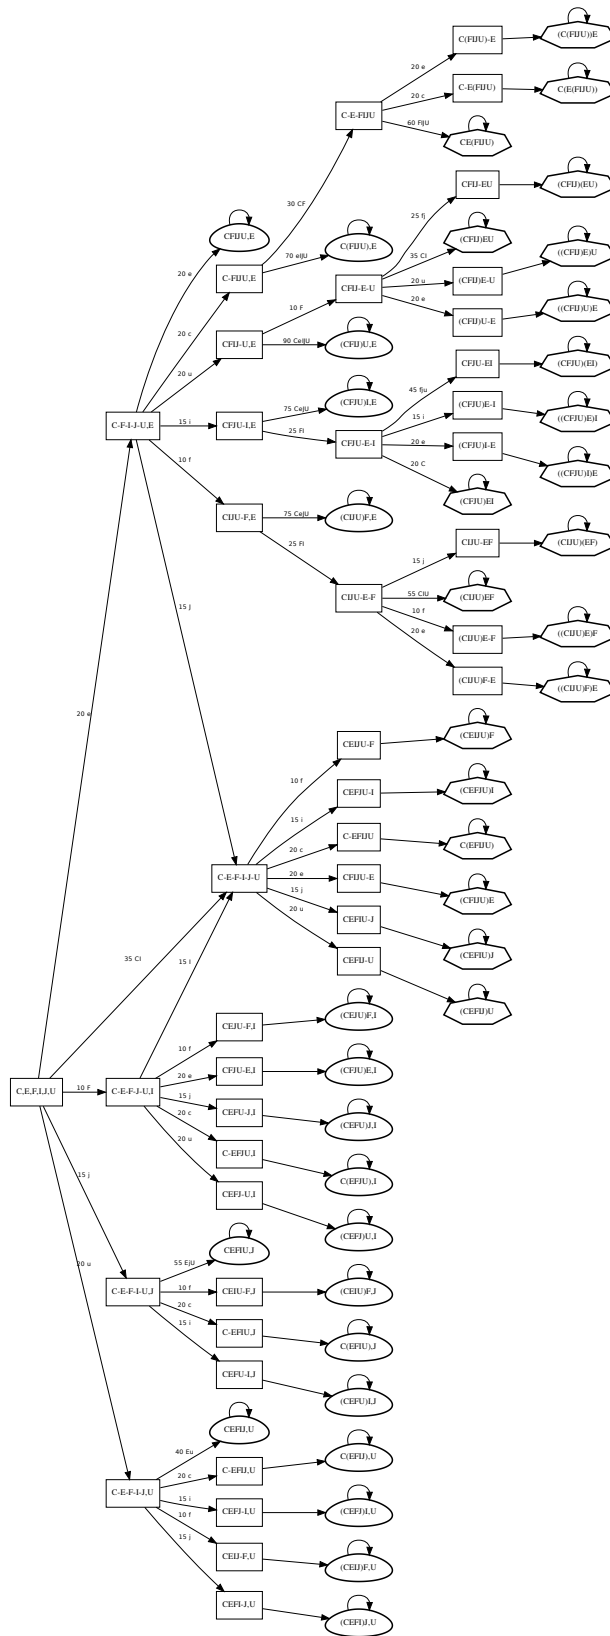 C(FIJU)-E
(C(FIJU))E
20 e
C-E(FIJU)
C(E(FIJU))
20 c
C-E-FIJU
60 FIJU
CE(FIJU)
CFIJ-EU
(CFIJ)(EU)
30 CF
25 fj
CFIJU,E
C(FIJU),E
35 CI
(CFIJ)EU
20 e
C-FIJU,E
70 eIJU
CFIJ-E-U
20 u
(CFIJ)E-U
((CFIJ)E)U
20 c
10 F
20 e
(CFIJ)U-E
((CFIJ)U)E
20 u
CFIJ-U,E
90 CeIJU
(CFIJ)U,E
CFJU-EI
(CFJU)(EI)
45 fju
75 CeJU
(CFJU)I,E
15 i
(CFJU)E-I
((CFJU)E)I
C-F-I-J-U,E
15 i
CFJU-I,E
25 FI
CFJU-E-I
20 e
(CFJU)I-E
((CFJU)I)E
10 f
20 C
(CFJU)EI
CIJU-F,E
75 CeJU
(CIJU)F,E
CIJU-EF
(CIJU)(EF)
25 FI
15 j
15 J
CIJU-E-F
55 CIU
(CIJU)EF
10 f
(CIJU)E-F
((CIJU)E)F
20 e
(CIJU)F-E
((CIJU)F)E
20 e
CEIJU-F
(CEIJU)F
10 f
CEFJU-I
(CEFJU)I
15 i
20 c
C-EFIJU
C(EFIJU)
C-E-F-I-J-U
20 e
CFIJU-E
(CFIJU)E
15 j
CEFIU-J
(CEFIU)J
20 u
CEFIJ-U
(CEFIJ)U
35 CI
15 I
CEJU-F,I
(CEJU)F,I
10 f
C,E,F,I,J,U
10 F
C-E-F-J-U,I
20 e
CFJU-E,I
(CFJU)E,I
15 j
CEFU-J,I
(CEFU)J,I
20 c
C-EFJU,I
C(EFJU),I
20 u
CEFJ-U,I
(CEFJ)U,I
15 j
20 u
CEFIU,J
55 EJU
C-E-F-I-U,J
10 f
CEIU-F,J
(CEIU)F,J
20 c
C-EFIU,J
C(EFIU),J
15 i
CEFU-I,J
(CEFU)I,J
CEFIJ,U
40 Eu
C-EFIJ,U
C(EFIJ),U
20 c
C-E-F-I-J,U
15 i
CEFJ-I,U
(CEFJ)I,U
10 f
CEIJ-F,U
(CEIJ)F,U
15 j
CEFI-J,U
(CEFI)J,U